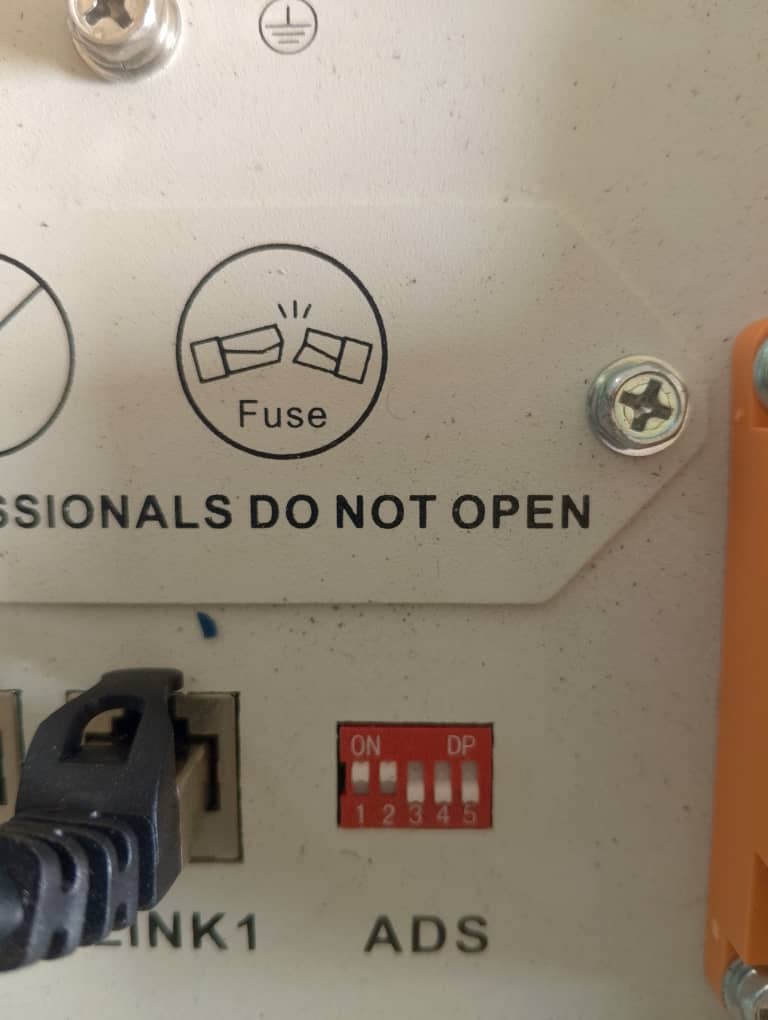 Fuse
SSIONALS DO NOT OPEN
ON DP
1 2 3 4 5
LINK1
ADS